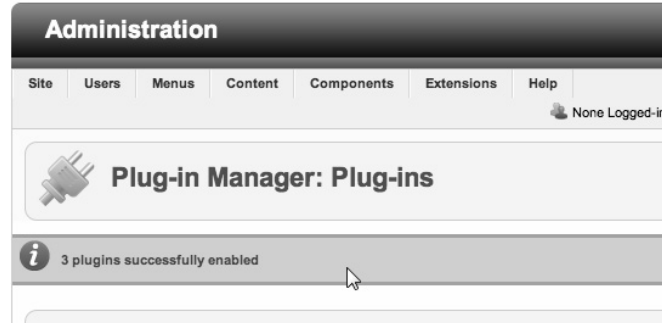 Administration
Site Users Menus Content Components Extensions Help
None Logged-in
Plug-in Manager: Plug-ins
3 plugins successfully enabled